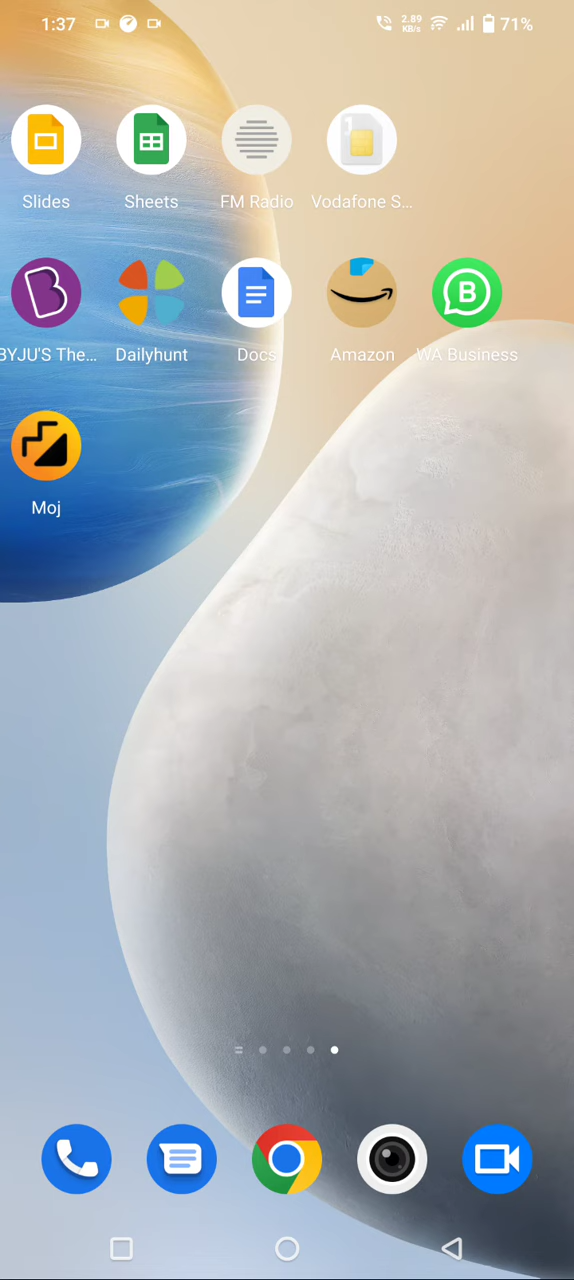 1:37 2.89 KB/s 71%
Slides Sheets FM Radio Vodafone S...
BYJU'S The... Dailyhunt Docs Amazon WA Business
Moj